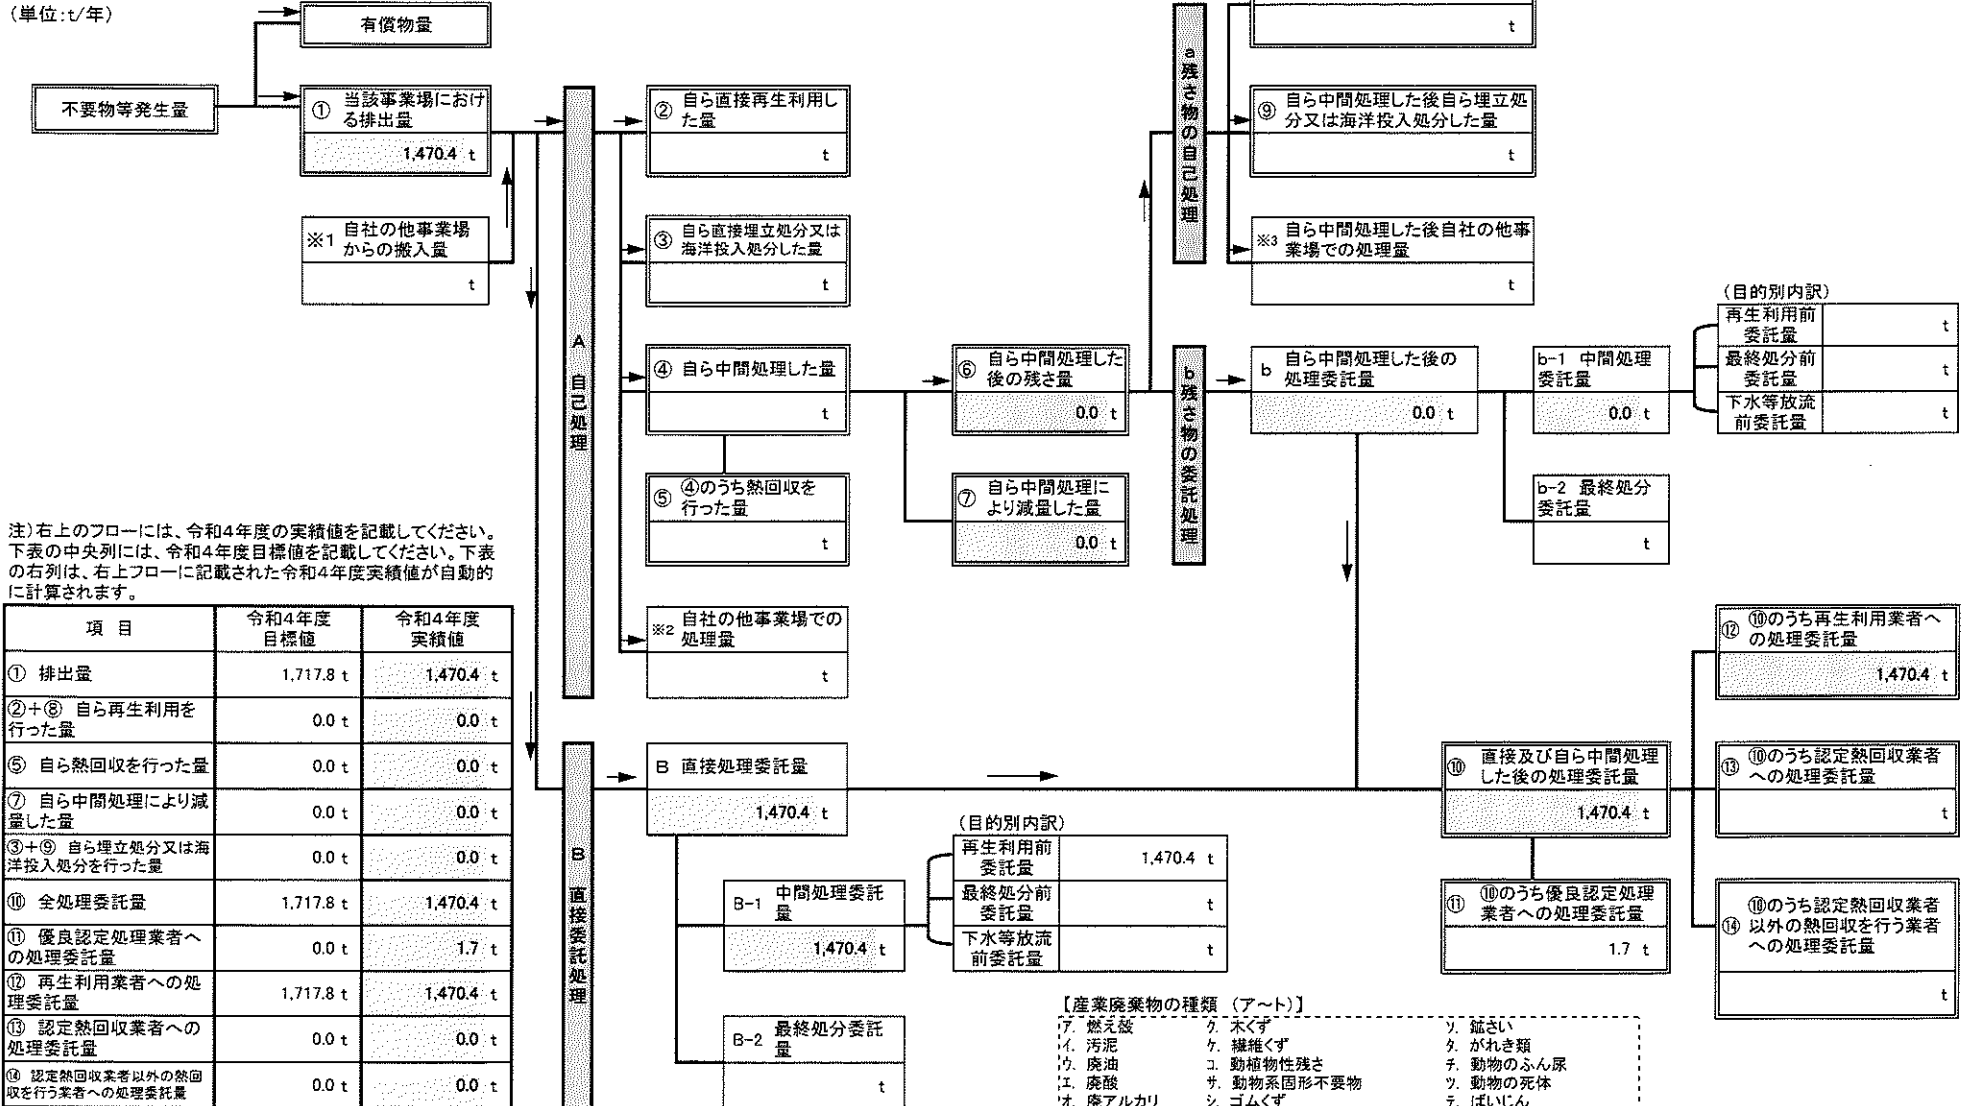 (単位:t/年)
有償物量
不要物等発生量
① 当該事業場におけ
る排出量
1,470.4 t
※1 自社の他事業場
からの搬入量
t
A 自己処理
② 自ら直接再生利用し
た量
t
③ 自ら直接埋立処分又は
海洋投入処分した量
t
④ 自ら中間処理した量
t
⑤ ④のうち熱回収を
行った量
t
※2 自社の他事業場での
処理量
t
⑥ 自ら中間処理した
後の残さ量
0.0 t
⑦ 自ら中間処理に
より減量した量
0.0 t
a残さ物の自己処理
t
⑨ 自ら中間処理した後自ら埋立処
分又は海洋投入処分した量
t
※3 自ら中間処理した後自社の他事
業場での処理量
t
b残さ物の委託処理
b 自ら中間処理した後の
処理委託量
0.0 t
b-1 中間処理
委託量
0.0 t
b-2 最終処分
委託量
t
(目的別内訳)
再生利用前
委託量
t
最終処分前
委託量
t
下水等放流
前委託量
t
注)右上のフローには、令和4年度の実績値を記載してください。
下表の中央列には、令和4年度目標値を記載してください。下表
の右列は、右上フローに記載された令和4年度実績値が自動的
に計算されます。
項 目 令和4年度
目標値 令和4年度
実績値
① 排出量 1,717.8 t 1,470.4 t
②+⑧ 自ら再生利用を
行った量 0.0 t 0.0 t
⑤ 自ら熱回収を行った量 0.0 t 0.0 t
⑦ 自ら中間処理により減
量した量 0.0 t 0.0 t
③+⑨ 自ら埋立処分又は海
洋投入処分を行った量 0.0 t 0.0 t
⑩ 全処理委託量 1,717.8 t 1,470.4 t
⑪ 優良認定処理業者へ
の処理委託量 0.0 t 1.7 t
⑫ 再生利用業者への処
理委託量 1,717.8 t 1,470.4 t
⑬ 認定熱回収業者への
処理委託量 0.0 t 0.0 t
⑭ 認定熱回収業者以外の熱回
収を行う業者への処理委託量 0.0 t 0.0 t
B 直接委託処理
B 直接処理委託量
1,470.4 t
B-1 中間処理委託
量
1,470.4 t
B-2 最終処分委託
量
t
(目的別内訳)
再生利用前
委託量
1,470.4 t
最終処分前
委託量
t
下水等放流
前委託量
t
⑩ 直接及び自ら中間処理
した後の処理委託量
1,470.4 t
⑪ ⑩のうち優良認定処理
業者への処理委託量
1.7 t
⑫ ⑩のうち再生利用業者へ
の処理委託量
1,470.4 t
⑬ ⑩のうち認定熱回収業者
への処理委託量
t
⑭ ⑩のうち認定熱回収業者
以外の熱回収を行う業者
への処理委託量
t
【産業廃棄物の種類 (ア~ト)】
ア. 燃え殻 ク. 木くず ソ. 鉱さい
イ. 汚泥 ケ. 繊維くず タ. がれき類
ウ. 廃油 コ. 動植物性残さ チ. 動物のふん尿
エ. 廃酸 サ. 動物系固形不要物 ツ. 動物の死体
オ. 廃アルカリ シ. ゴムくず テ. ばいじん